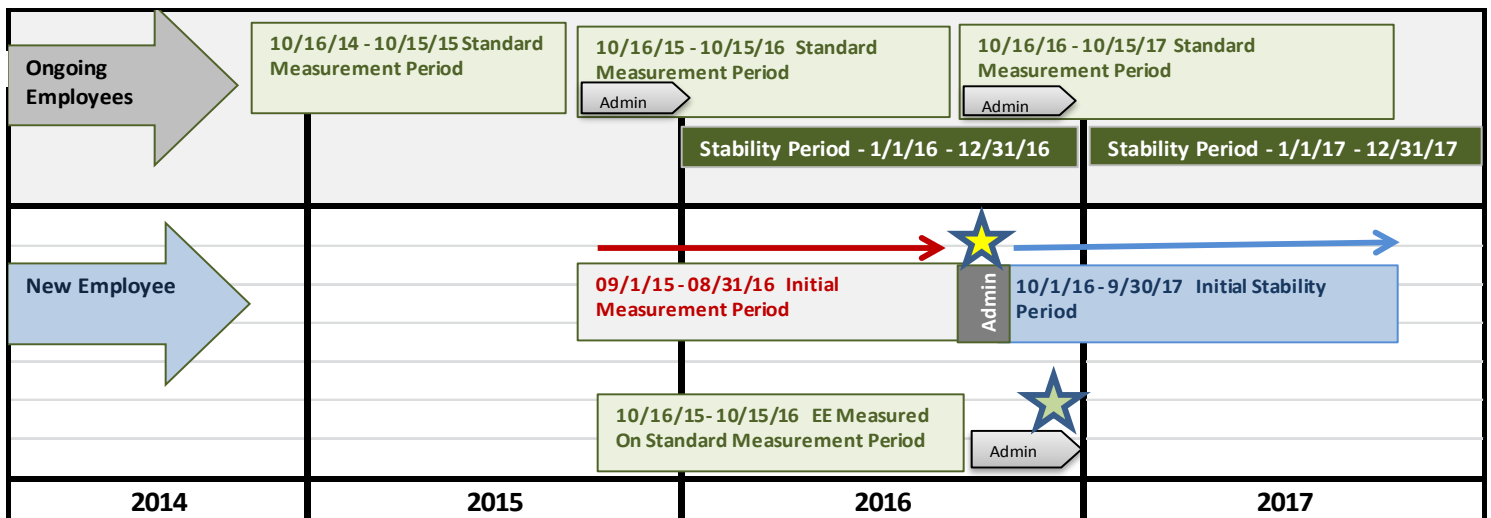 Ongoing
Employees
10/16/14 - 10/15/15 Standard
Measurement Period
10/16/15 - 10/15/16 Standard
Measurement Period
Admin
10/16/16 - 10/15/17 Standard
Measurement Period
Admin
Stability Period - 1/1/16 - 12/31/16
Stability Period - 1/1/17 - 12/31/17
New Employee
09/1/15 - 08/31/16 Initial
Measurement Period
Admin
10/1/16 - 9/30/17 Initial Stability
Period
10/16/15- 10/15/16 EE Measured
On Standard Measurement Period
Admin
2014
2015
2016
2017